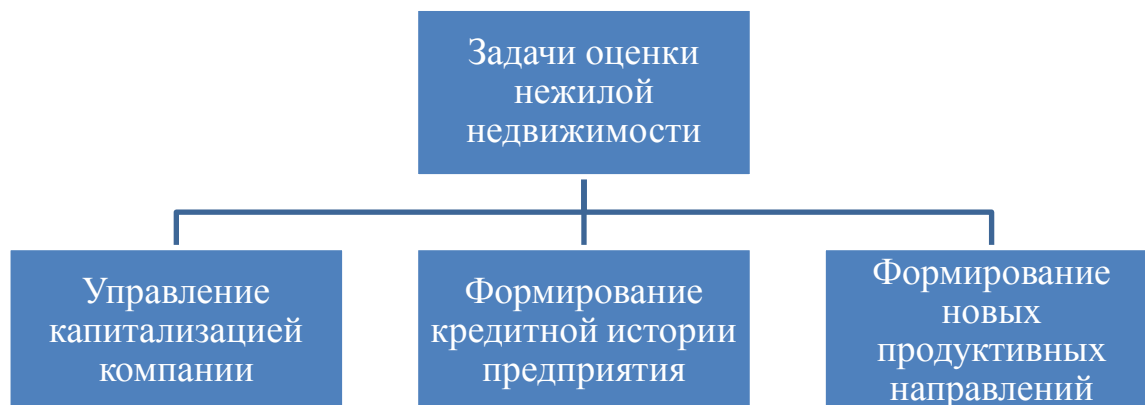 Задачи оценки
нежилой
недвижимости
Управление
капитализацией
компании
Формирование
кредитной истории
предприятия
Формирование
новых
продуктивных
направлений